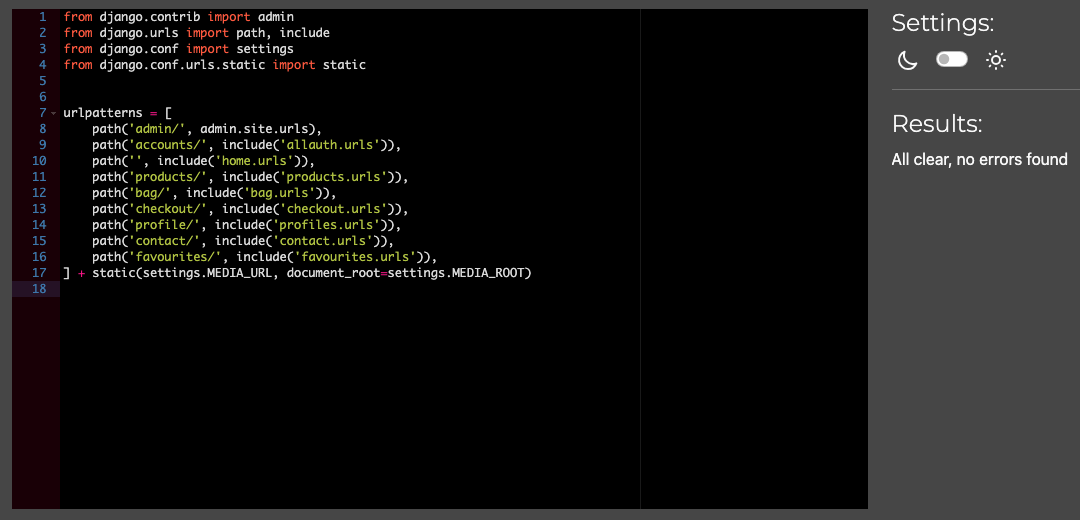 1 from django.contrib import admin
2 from django.urls import path, include
3 from django.conf import settings
4 from django.conf.urls.static import static
5
6
7 urlpatterns = [
8     path('admin/', admin.site.urls),
9     path('accounts/', include('allauth.urls')),
10     path('', include('home.urls')),
11     path('products/', include('products.urls')),
12     path('bag/', include('bag.urls')),
13     path('checkout/', include('checkout.urls')),
14     path('profile/', include('profiles.urls')),
15     path('contact/', include('contact.urls')),
16     path('favourites/', include('favourites.urls')),
17 ] + static(settings.MEDIA_URL, document_root=settings.MEDIA_ROOT)
18
Settings:
Results:
All clear, no errors found